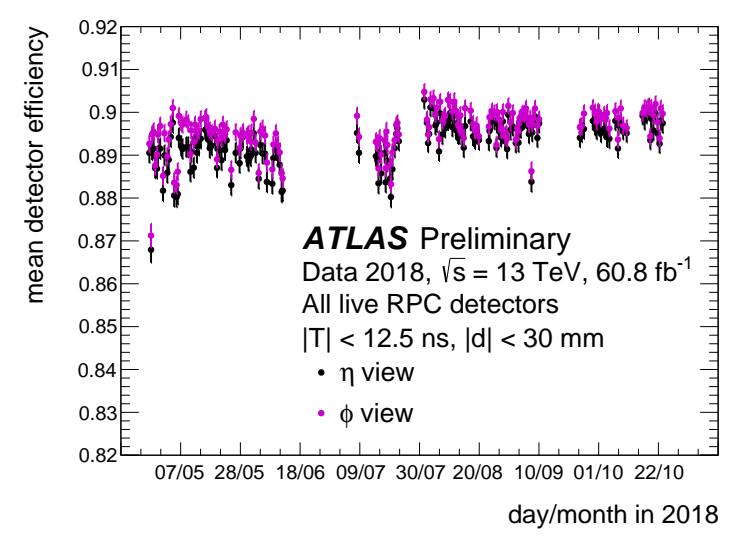 mean detector efficiency
0.92
0.91
0.9
0.89
0.88
0.87
0.86
0.85
0.84
0.83
0.82
ATLAS Preliminary
Data 2018, √s = 13 TeV, 60.8 fb⁻¹
All live RPC detectors
|T| < 12.5 ns, |d| < 30 mm
η view
ϕ view
07/05 28/05 18/06 09/07 30/07 20/08 10/09 01/10 22/10
day/month in 2018